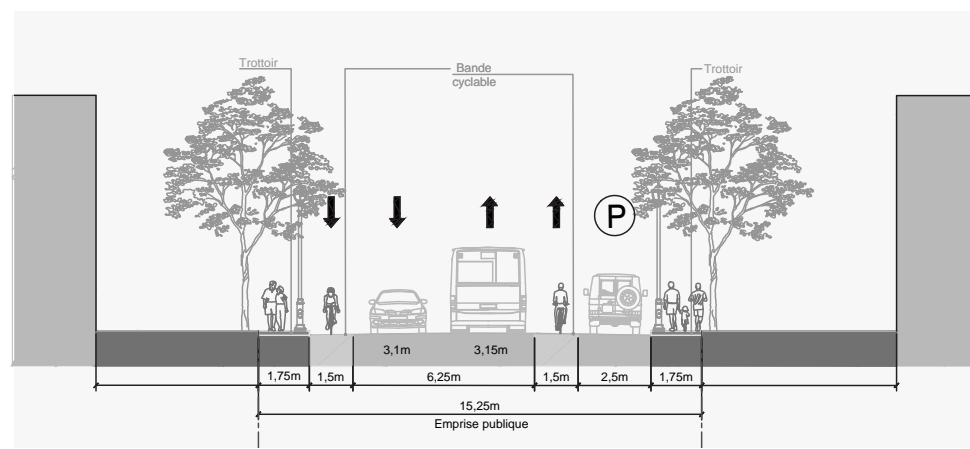 Trottoir
Bande
cyclable
Trottoir
P
3,1m
3,15m
1,75m
1,5m
6,25m
1,5m
2,5m
1,75m
15,25m
Emprise publique